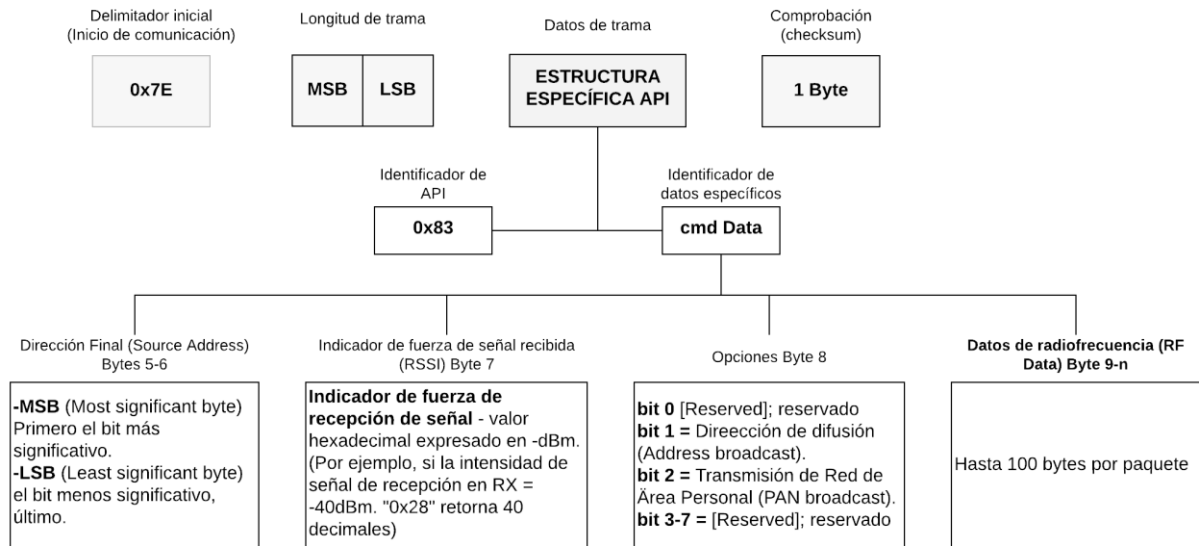 Delimitador inicial
(Inicio de comunicación)
0x7E
Longitud de trama
MSB
LSB
Datos de trama
ESTRUCTURA
ESPECÍFICA API
Comprobación
(checksum)
1 Byte
Identificador de
API
0x83
Identificador de
datos específicos
cmd Data
Dirección Final (Source Address)
Bytes 5-6
-MSB (Most significant byte)
Primero el bit más
significativo.
-LSB (Least significant byte)
el bit menos significativo,
último.
Indicador de fuerza de señal recibida
(RSSI) Byte 7
Indicador de fuerza de
recepción de señal - valor
hexadecimal expresado en -dBm.
(Por ejemplo, si la intensidad de
señal de recepción en RX =
-40dBm. "0x28" retorna 40
decimales)
Opciones Byte 8
bit 0 [Reserved]; reservado
bit 1 = Direección de difusión
(Address broadcast).
bit 2 = Transmisión de Red de
Ärea Personal (PAN broadcast).
bit 3-7 = [Reserved]; reservado
Datos de radiofrecuencia (RF
Data) Byte 9-n
Hasta 100 bytes por paquete